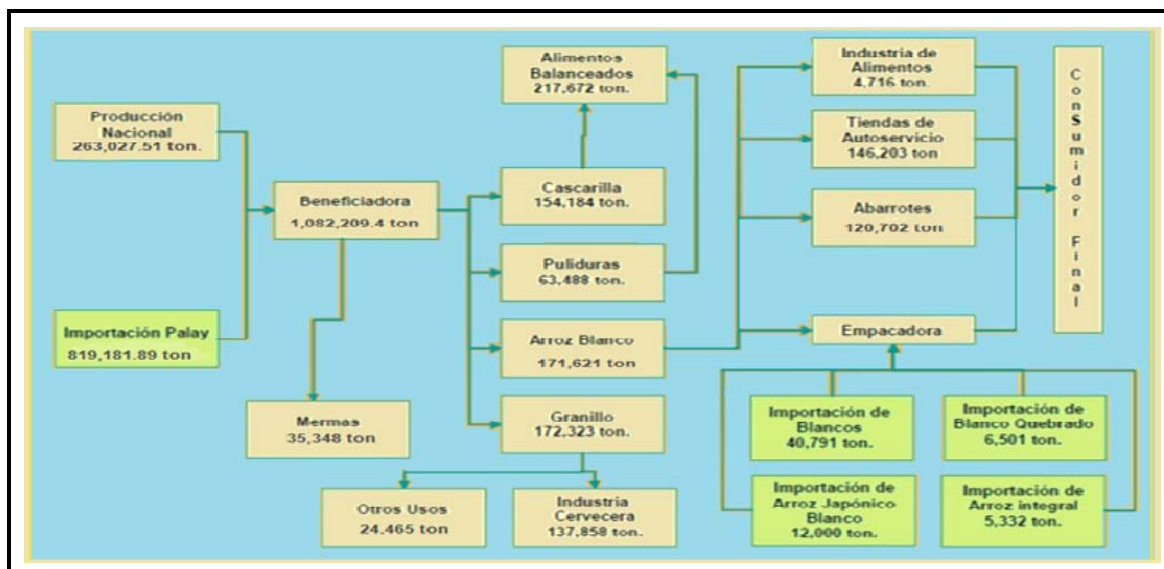 Producción
Nacional
263,027.51 ton.
Importación Palay
819,181.89 ton
Beneficiadora
1,082,209.4 ton
Mermas
35,348 ton
Alimentos
Balanceados
217,672 ton.
Cascarilla
154,184 ton.
Puliduras
63,488 ton.
Arroz Blanco
171,621 ton
Granillo
172,323 ton.
Otros Usos
24,465 ton
Industria
Cervecera
137,858 ton.
Industria de
Alimentos
4,716 ton.
Tiendas de
Autoservicio
146,203 ton
Abarrotes
120,702 ton
Empacadora
Importación de
Blancos
40,791 ton.
Importación de
Blanco Quebrado
6,501 ton.
Importación de
Arroz Japónico
Blanco
12,000 ton.
Importación de
Arroz integral
5,332 ton.
ConSumidor Final